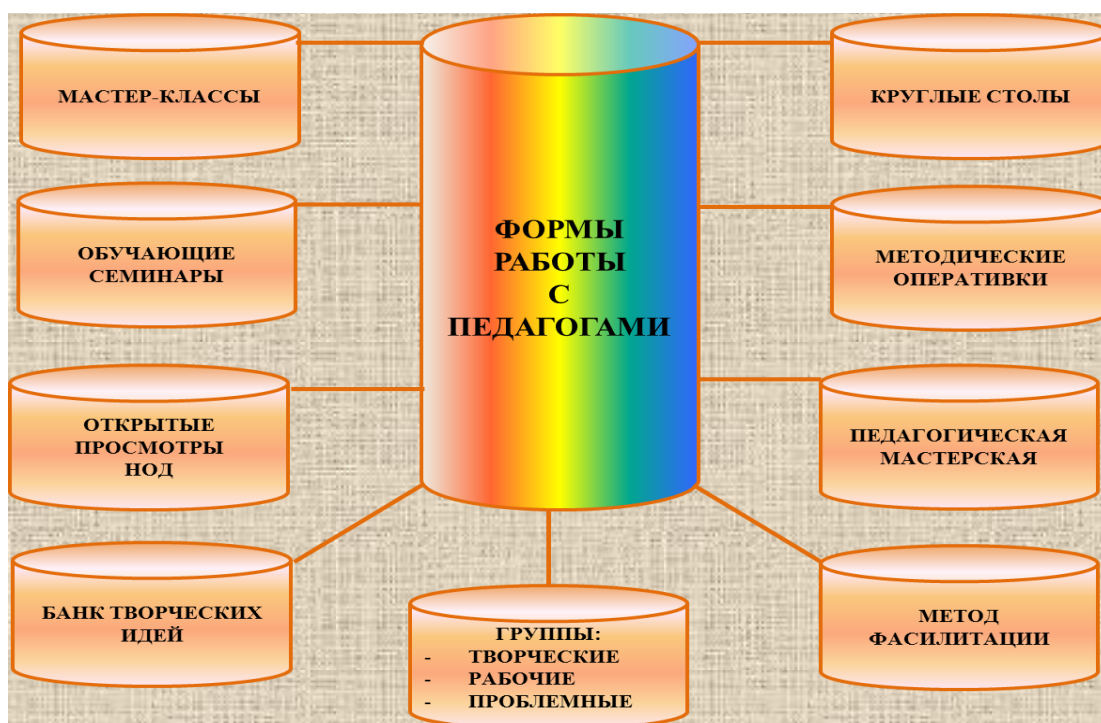 МАСТЕР-КЛАССЫ
ОБУЧАЮЩИЕ
СЕМИНАРЫ
ОТКРЫТЫЕ
ПРОСМОТРЫ
НОД
БАНК ТВОРЧЕСКИХ
ИДЕЙ
ФОРМЫ
РАБОТЫ
С
ПЕДАГОГАМИ
ГРУППЫ:
- ТВОРЧЕСКИЕ
- РАБОЧИЕ
- ПРОБЛЕМНЫЕ
КРУГЛЫЕ СТОЛЫ
МЕТОДИЧЕСКИЕ
ОПЕРАТИВКИ
ПЕДАГОГИЧЕСКАЯ
МАСТЕРСКАЯ
МЕТОД
ФАСИЛИТАЦИИ